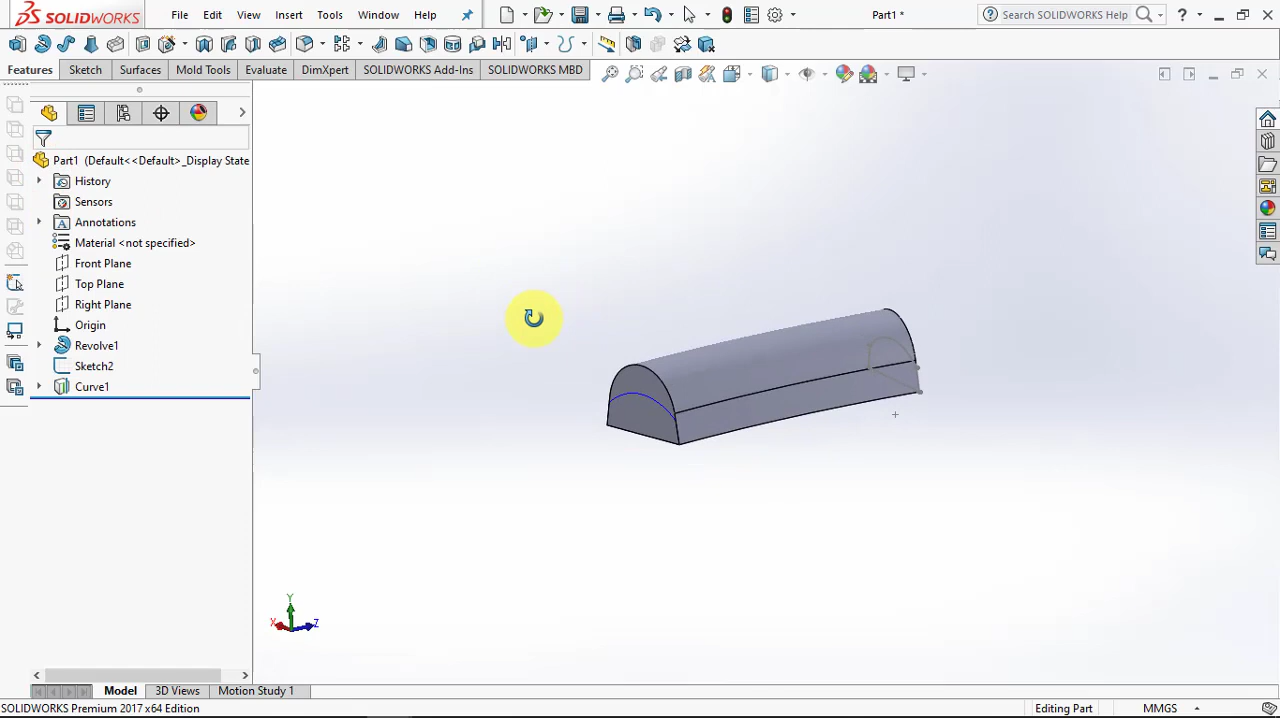 SOLIDWORKS File Edit View Insert Tools Window Help Part1 * Search SOLIDWORKS Help ?
Features Sketch Surfaces Mold Tools Evaluate DimXpert SOLIDWORKS Add-Ins SOLIDWORKS MBD
Part1 (Default<<Default>_Display State
History
Sensors
Annotations
Material <not specified>
Front Plane
Top Plane
Right Plane
Origin
Revolve1
Sketch2
Curve1
Y
X Z
Model 3D Views Motion Study 1
SOLIDWORKS Premium 2017 x64 Edition Editing Part MMGS